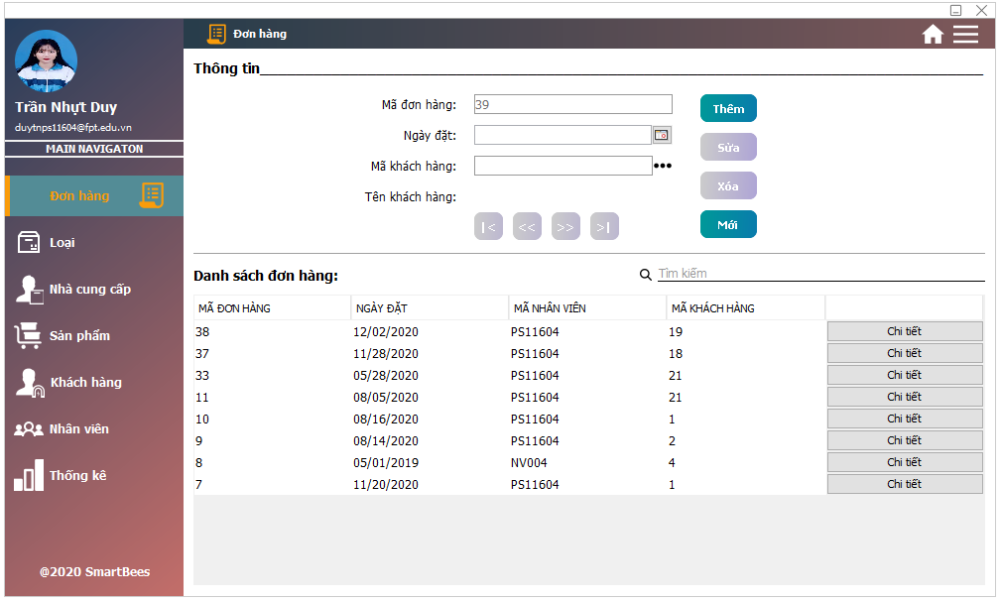 Đơn hàng
Thông tin
Trần Nhựt Duy
duytnps11604@fpt.edu.vn
MAIN NAVIGATON
Đơn hàng
Loại
Nhà cung cấp
Sản phẩm
Khách hàng
Nhân viên
Thống kê
@2020 SmartBees
Mã đơn hàng: 39
Ngày đặt:
Mã khách hàng: •••
Tên khách hàng:
|< << >> >|
Thêm
Sửa
Xóa
Mới
Danh sách đơn hàng: Tìm kiếm
MÃ ĐƠN HÀNG NGÀY ĐẶT MÃ NHÂN VIÊN MÃ KHÁCH HÀNG
38 12/02/2020 PS11604 19 Chi tiết
37 11/28/2020 PS11604 18 Chi tiết
33 05/28/2020 PS11604 21 Chi tiết
11 08/05/2020 PS11604 21 Chi tiết
10 08/16/2020 PS11604 1 Chi tiết
9 08/14/2020 PS11604 2 Chi tiết
8 05/01/2019 NV004 4 Chi tiết
7 11/20/2020 PS11604 1 Chi tiết